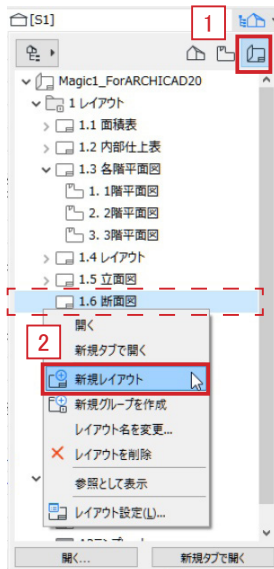 [S1]
1
Magic1_ForARCHICAD20
1 レイアウト
1.1 面積表
1.2 内部仕上表
1.3 各階平面図
1. 1階平面図
2. 2階平面図
3. 3階平面図
1.4 レイアウト
1.5 立面図
1.6 断面図
開く
2
新規タブで開く
新規レイアウト
新規グループを作成
レイアウト名を変更...
レイアウトを削除
参照として表示
レイアウト設定(L)...
開く...
新規タブで開く